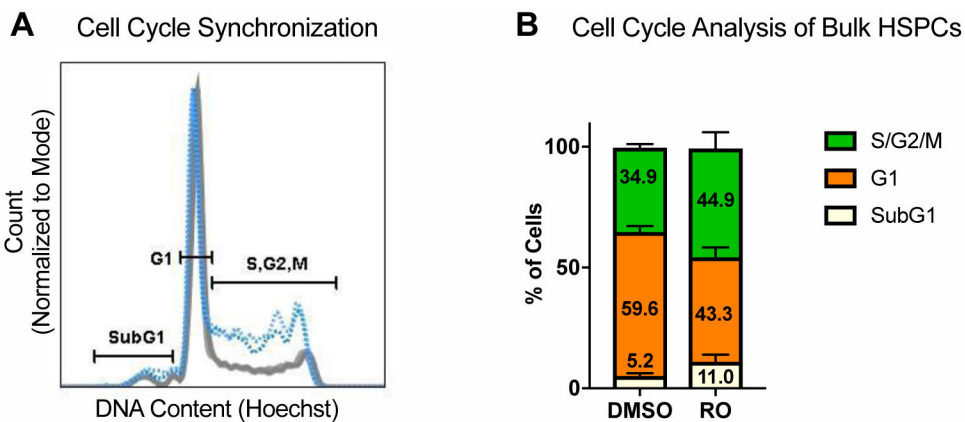 A Cell Cycle Synchronization
Count
(Normalized to Mode)
G1
S,G2,M
SubG1
DNA Content (Hoechst)
B Cell Cycle Analysis of Bulk HSPCs
% of Cells
100
50
0
34.9
59.6
5.2
44.9
43.3
11.0
DMSO RO
S/G2/M
G1
SubG1